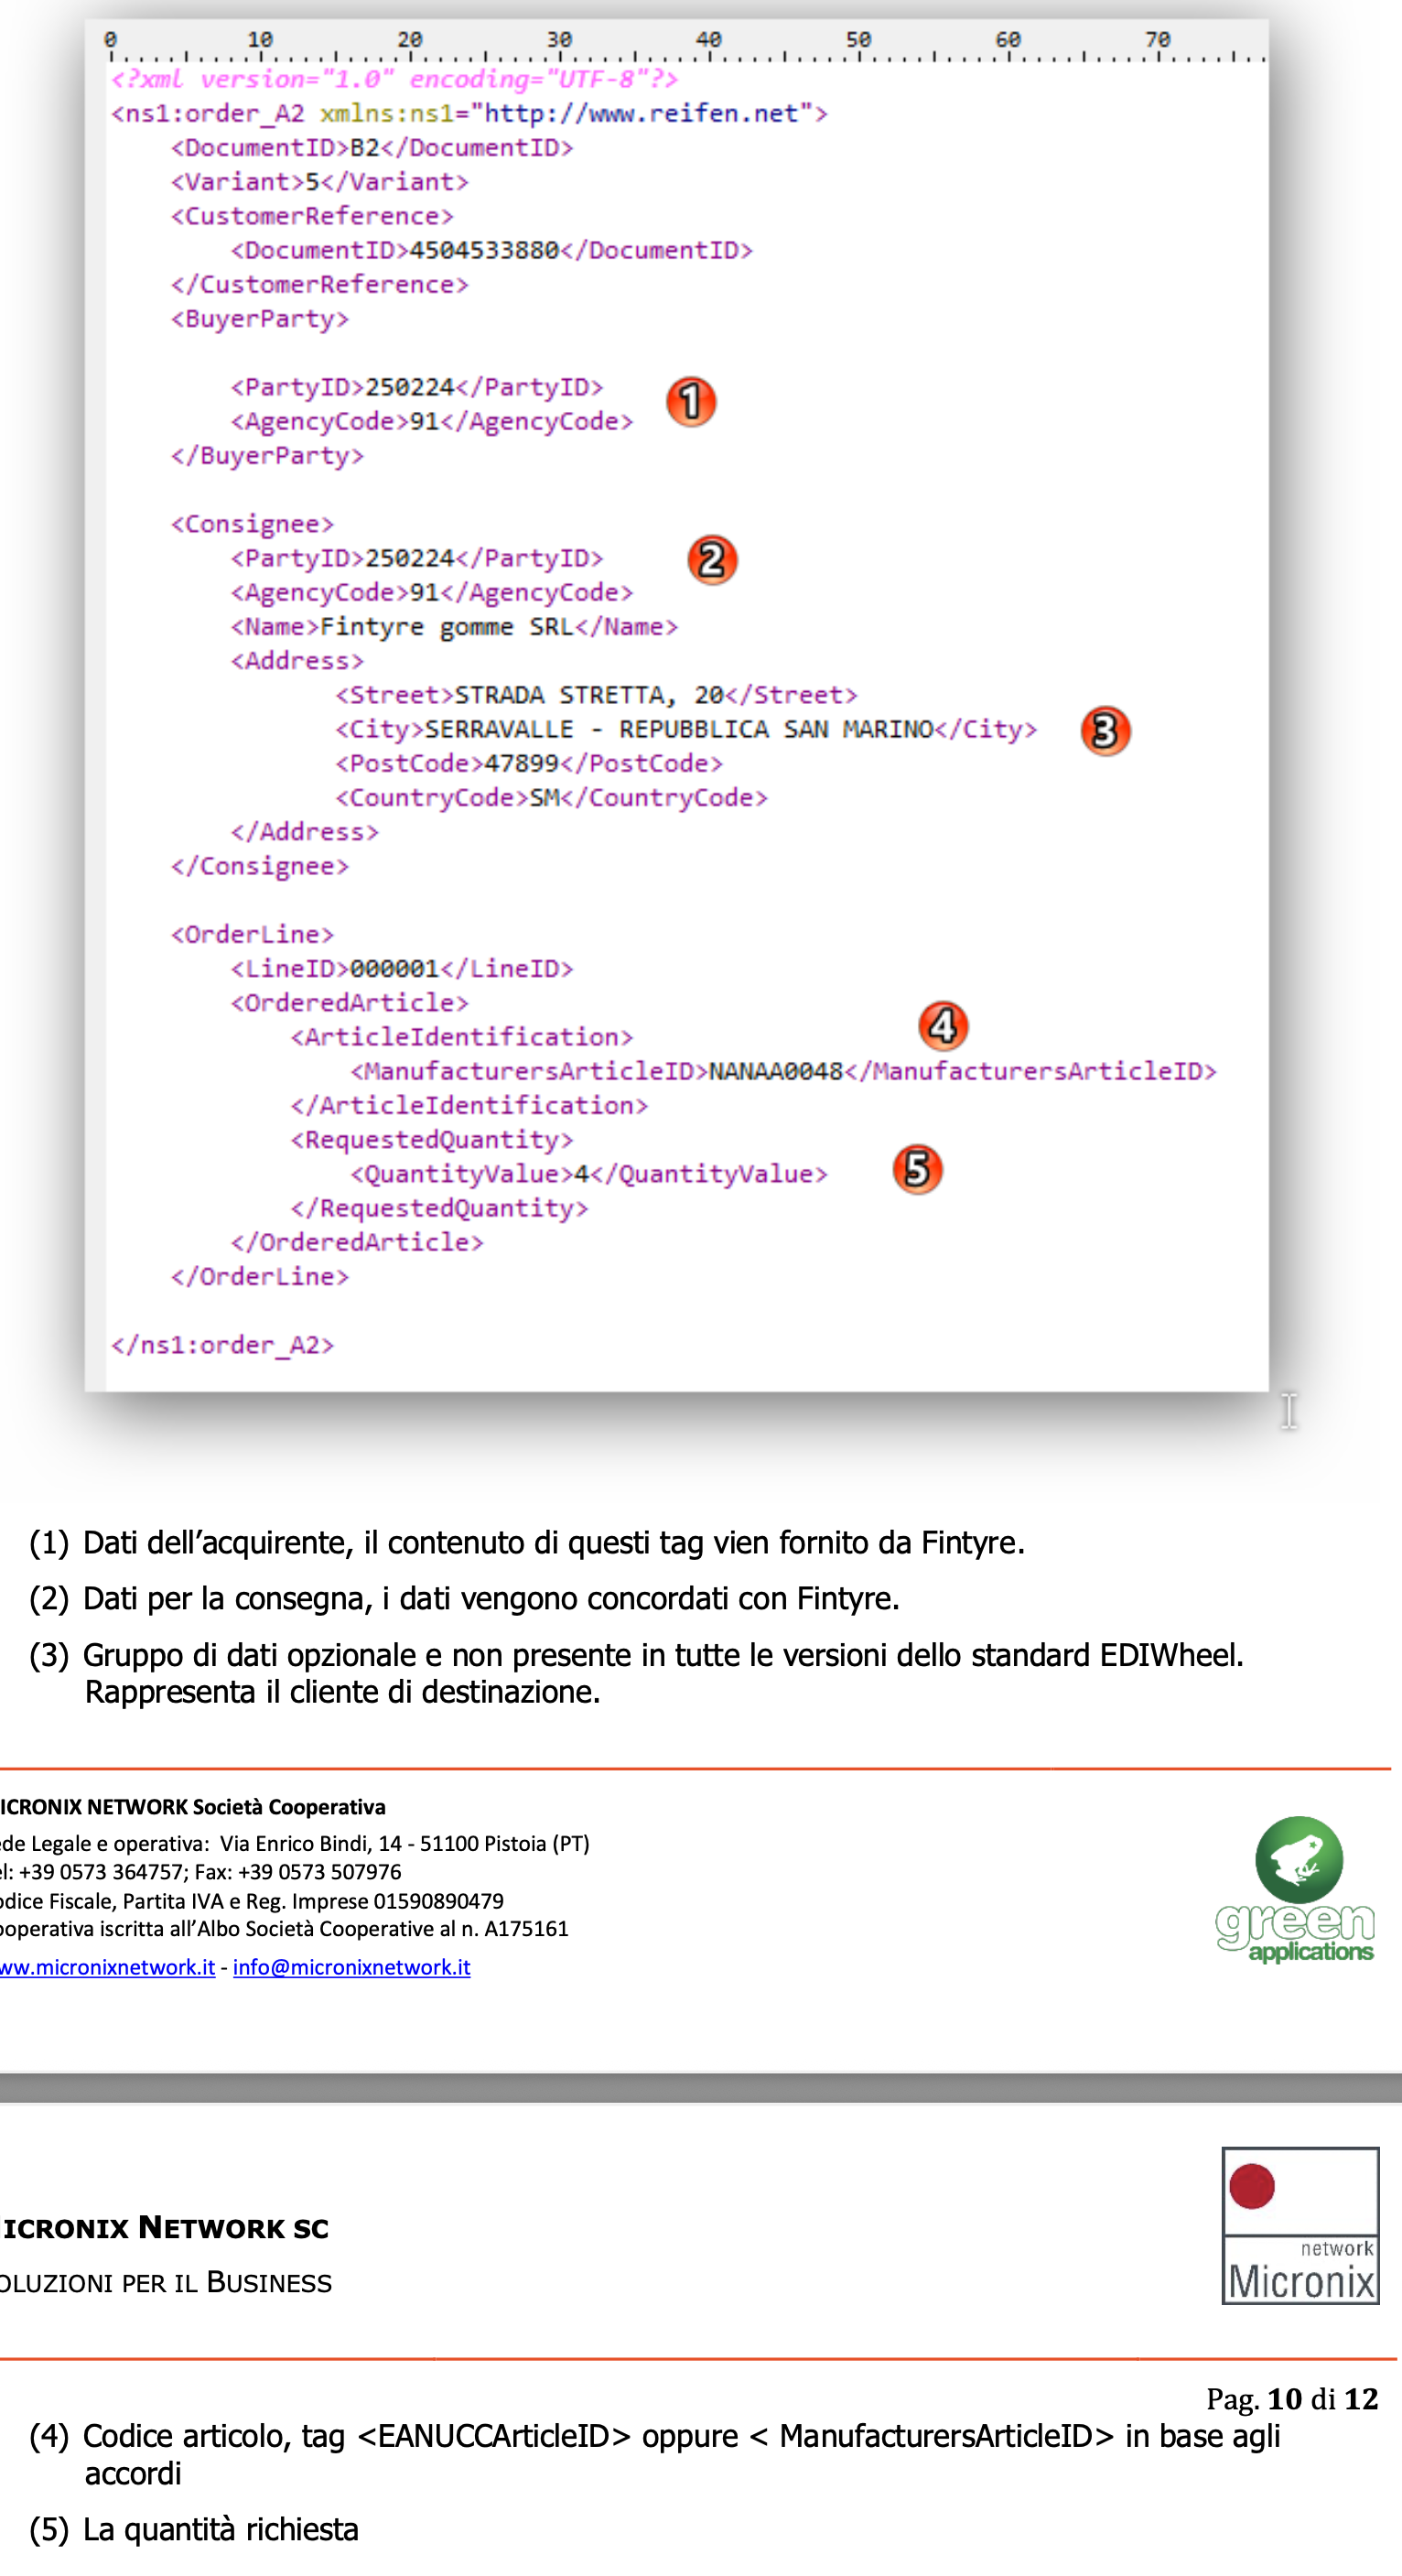 0 10 20 30 40 50 60 70
<?xml version="1.0" encoding="UTF-8"?>
<ns1:order_A2 xmlns:ns1="http://www.reifen.net">
<DocumentID>B2</DocumentID>
<Variant>5</Variant>
<CustomerReference>
<DocumentID>4504533880</DocumentID>
</CustomerReference>
<BuyerParty>
<PartyID>250224</PartyID>
1
<AgencyCode>91</AgencyCode>
</BuyerParty>
<Consignee>
<PartyID>250224</PartyID>
2
<AgencyCode>91</AgencyCode>
<Name>Fintyre gomme SRL</Name>
<Address>
<Street>STRADA STRETTA, 20</Street>
<City>SERRAVALLE - REPUBBLICA SAN MARINO</City>
3
<PostCode>47899</PostCode>
<CountryCode>SM</CountryCode>
</Address>
</Consignee>
<OrderLine>
<LineID>000001</LineID>
<OrderedArticle>
<ArticleIdentification>
4
<ManufacturersArticleID>NANAA0048</ManufacturersArticleID>
</ArticleIdentification>
<RequestedQuantity>
<QuantityValue>4</QuantityValue>
5
</RequestedQuantity>
</OrderedArticle>
</OrderLine>
</ns1:order_A2>
(1) Dati dell’acquirente, il contenuto di questi tag vien fornito da Fintyre.
(2) Dati per la consegna, i dati vengono concordati con Fintyre.
(3) Gruppo di dati opzionale e non presente in tutte le versioni dello standard EDIWheel.
Rappresenta il cliente di destinazione.
ICRONIX NETWORK Società Cooperativa
ede Legale e operativa: Via Enrico Bindi, 14 - 51100 Pistoia (PT)
el: +39 0573 364757; Fax: +39 0573 507976
odice Fiscale, Partita IVA e Reg. Imprese 01590890479
ooperativa iscritta all’Albo Società Cooperative al n. A175161
ww.micronixnetwork.it - info@micronixnetwork.it
green
applications
ICRONIX NETWORK SC
OLUZIONI PER IL BUSINESS
network
Micronix
Pag. 10 di 12
(4) Codice articolo, tag <EANUCCArticleID> oppure < ManufacturersArticleID> in base agli
accordi
(5) La quantità richiesta